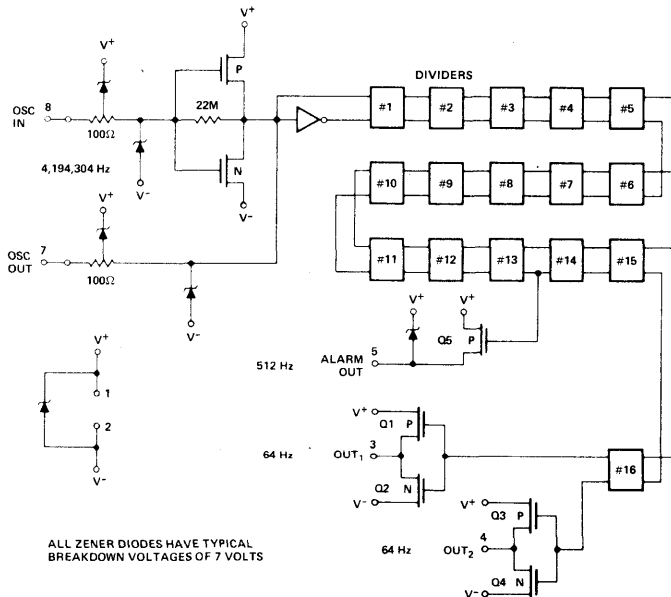 V+
P
DIVIDERS
OSC IN
8
100Ω
22M
4,194,304 Hz
V+
V-
N
V-
#1
#2
#3
#4
#5
#10
#9
#8
#7
#6
#11
#12
#13
#14
#15
V+
OSC OUT
7
100Ω
V-
V+
V+
Q5
P
512 Hz
ALARM OUT
5
V+
1
2
V-
V+
Q1
P
64 Hz
OUT1
3
Q2
N
V-
#16
V+
Q3
P
64 Hz
OUT2
4
Q4
N
V-
ALL ZENER DIODES HAVE TYPICAL
BREAKDOWN VOLTAGES OF 7 VOLTS